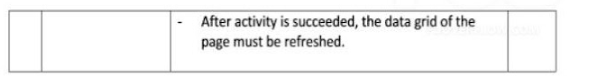 - After activity is succeeded, the data grid of the
page must be refreshed.